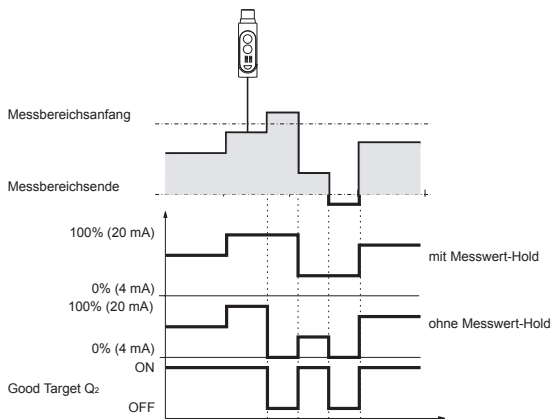 Messbereichsanfang
Messbereichsende
100% (20 mA)
mit Messwert-Hold
0% (4 mA)
100% (20 mA)
ohne Messwert-Hold
0% (4 mA)
ON
Good Target Q2
OFF